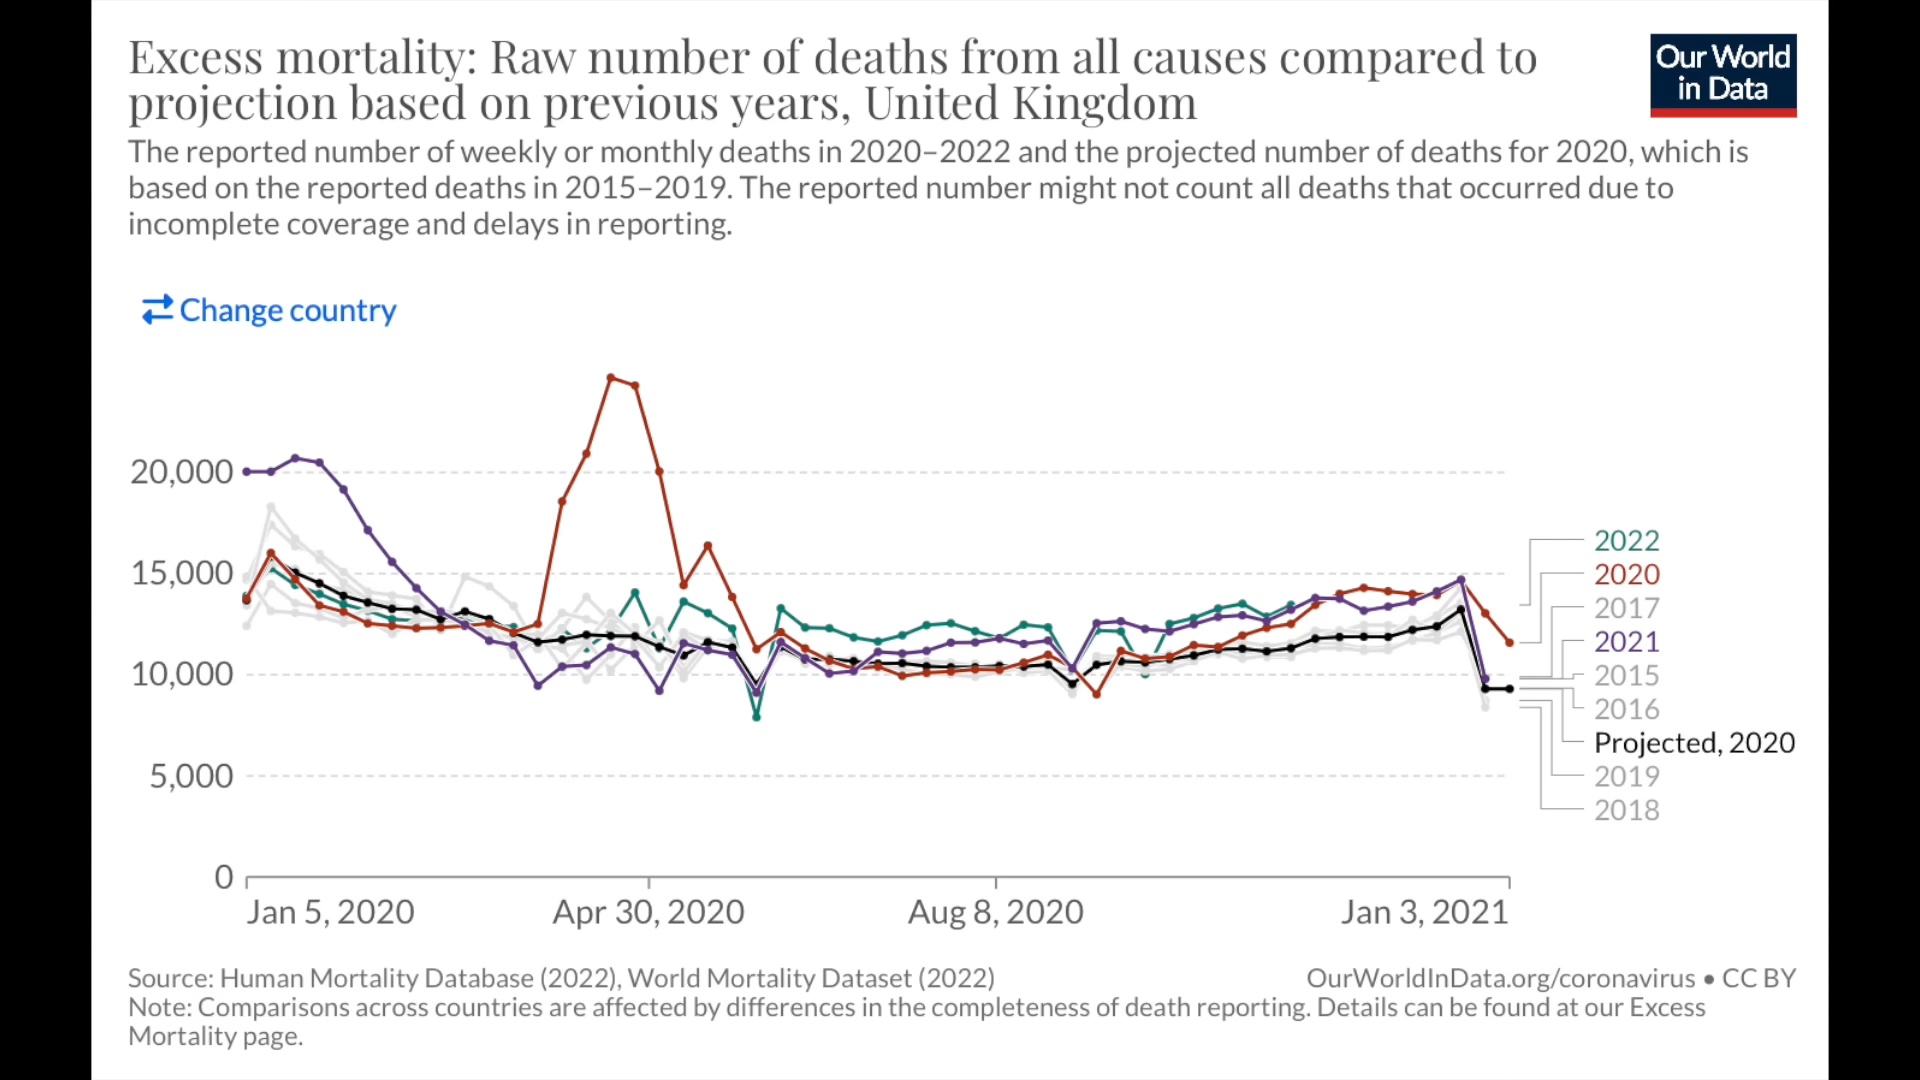 Excess mortality: Raw number of deaths from all causes compared to
projection based on previous years, United Kingdom
Our World
in Data
The reported number of weekly or monthly deaths in 2020–2022 and the projected number of deaths for 2020, which is
based on the reported deaths in 2015–2019. The reported number might not count all deaths that occurred due to
incomplete coverage and delays in reporting.
Change country
20,000
15,000
10,000
5,000
0
Jan 5, 2020
Apr 30, 2020
Aug 8, 2020
Jan 3, 2021
2022
2020
2017
2021
2015
2016
Projected, 2020
2019
2018
Source: Human Mortality Database (2022), World Mortality Dataset (2022)
OurWorldInData.org/coronavirus • CC BY
Note: Comparisons across countries are affected by differences in the completeness of death reporting. Details can be found at our Excess
Mortality page.